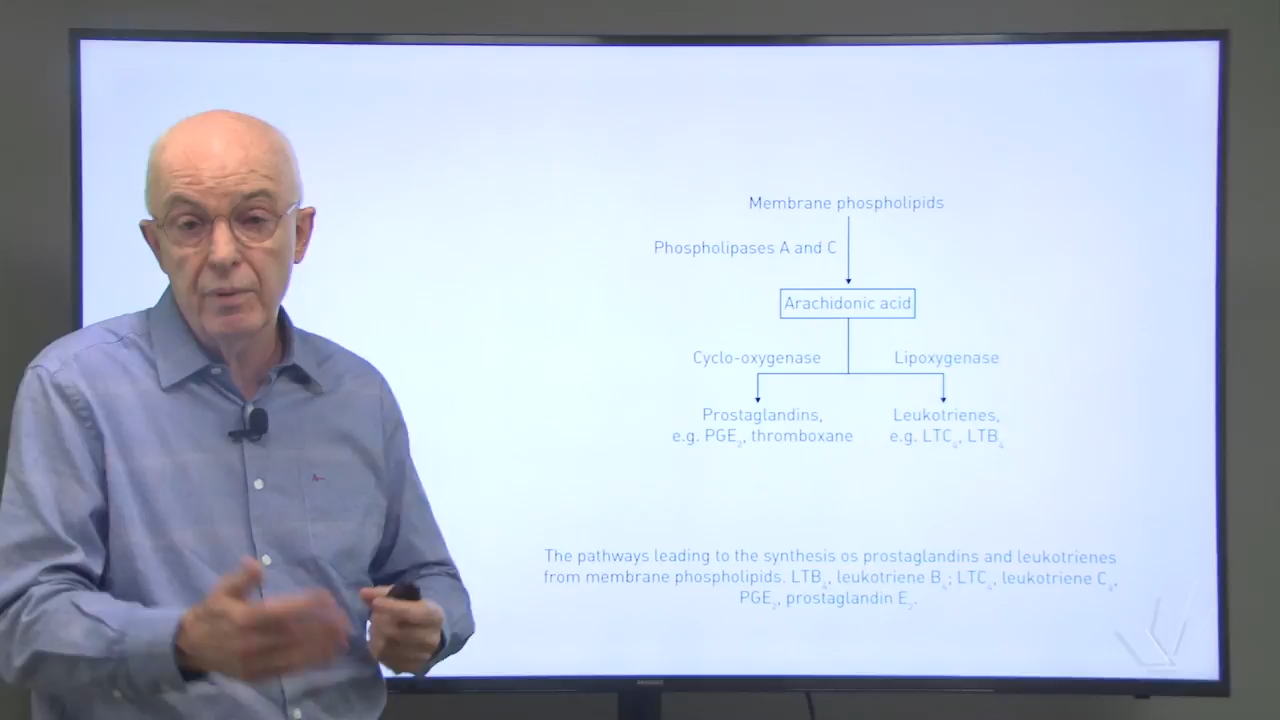 Membrane phospholipids
Phospholipases A and C
Arachidonic acid
Cyclo-oxygenase
Lipoxygenase
Prostaglandins,
e.g. PGE₂, thromboxane
Leukotrienes,
e.g. LTC₄, LTB₄
The pathways leading to the synthesis os prostaglandins and leukotrienes
from membrane phospholipids. LTB₄, leukotriene B₄; LTC₄, leukotriene C₄,
PGE₂, prostaglandin E₂.